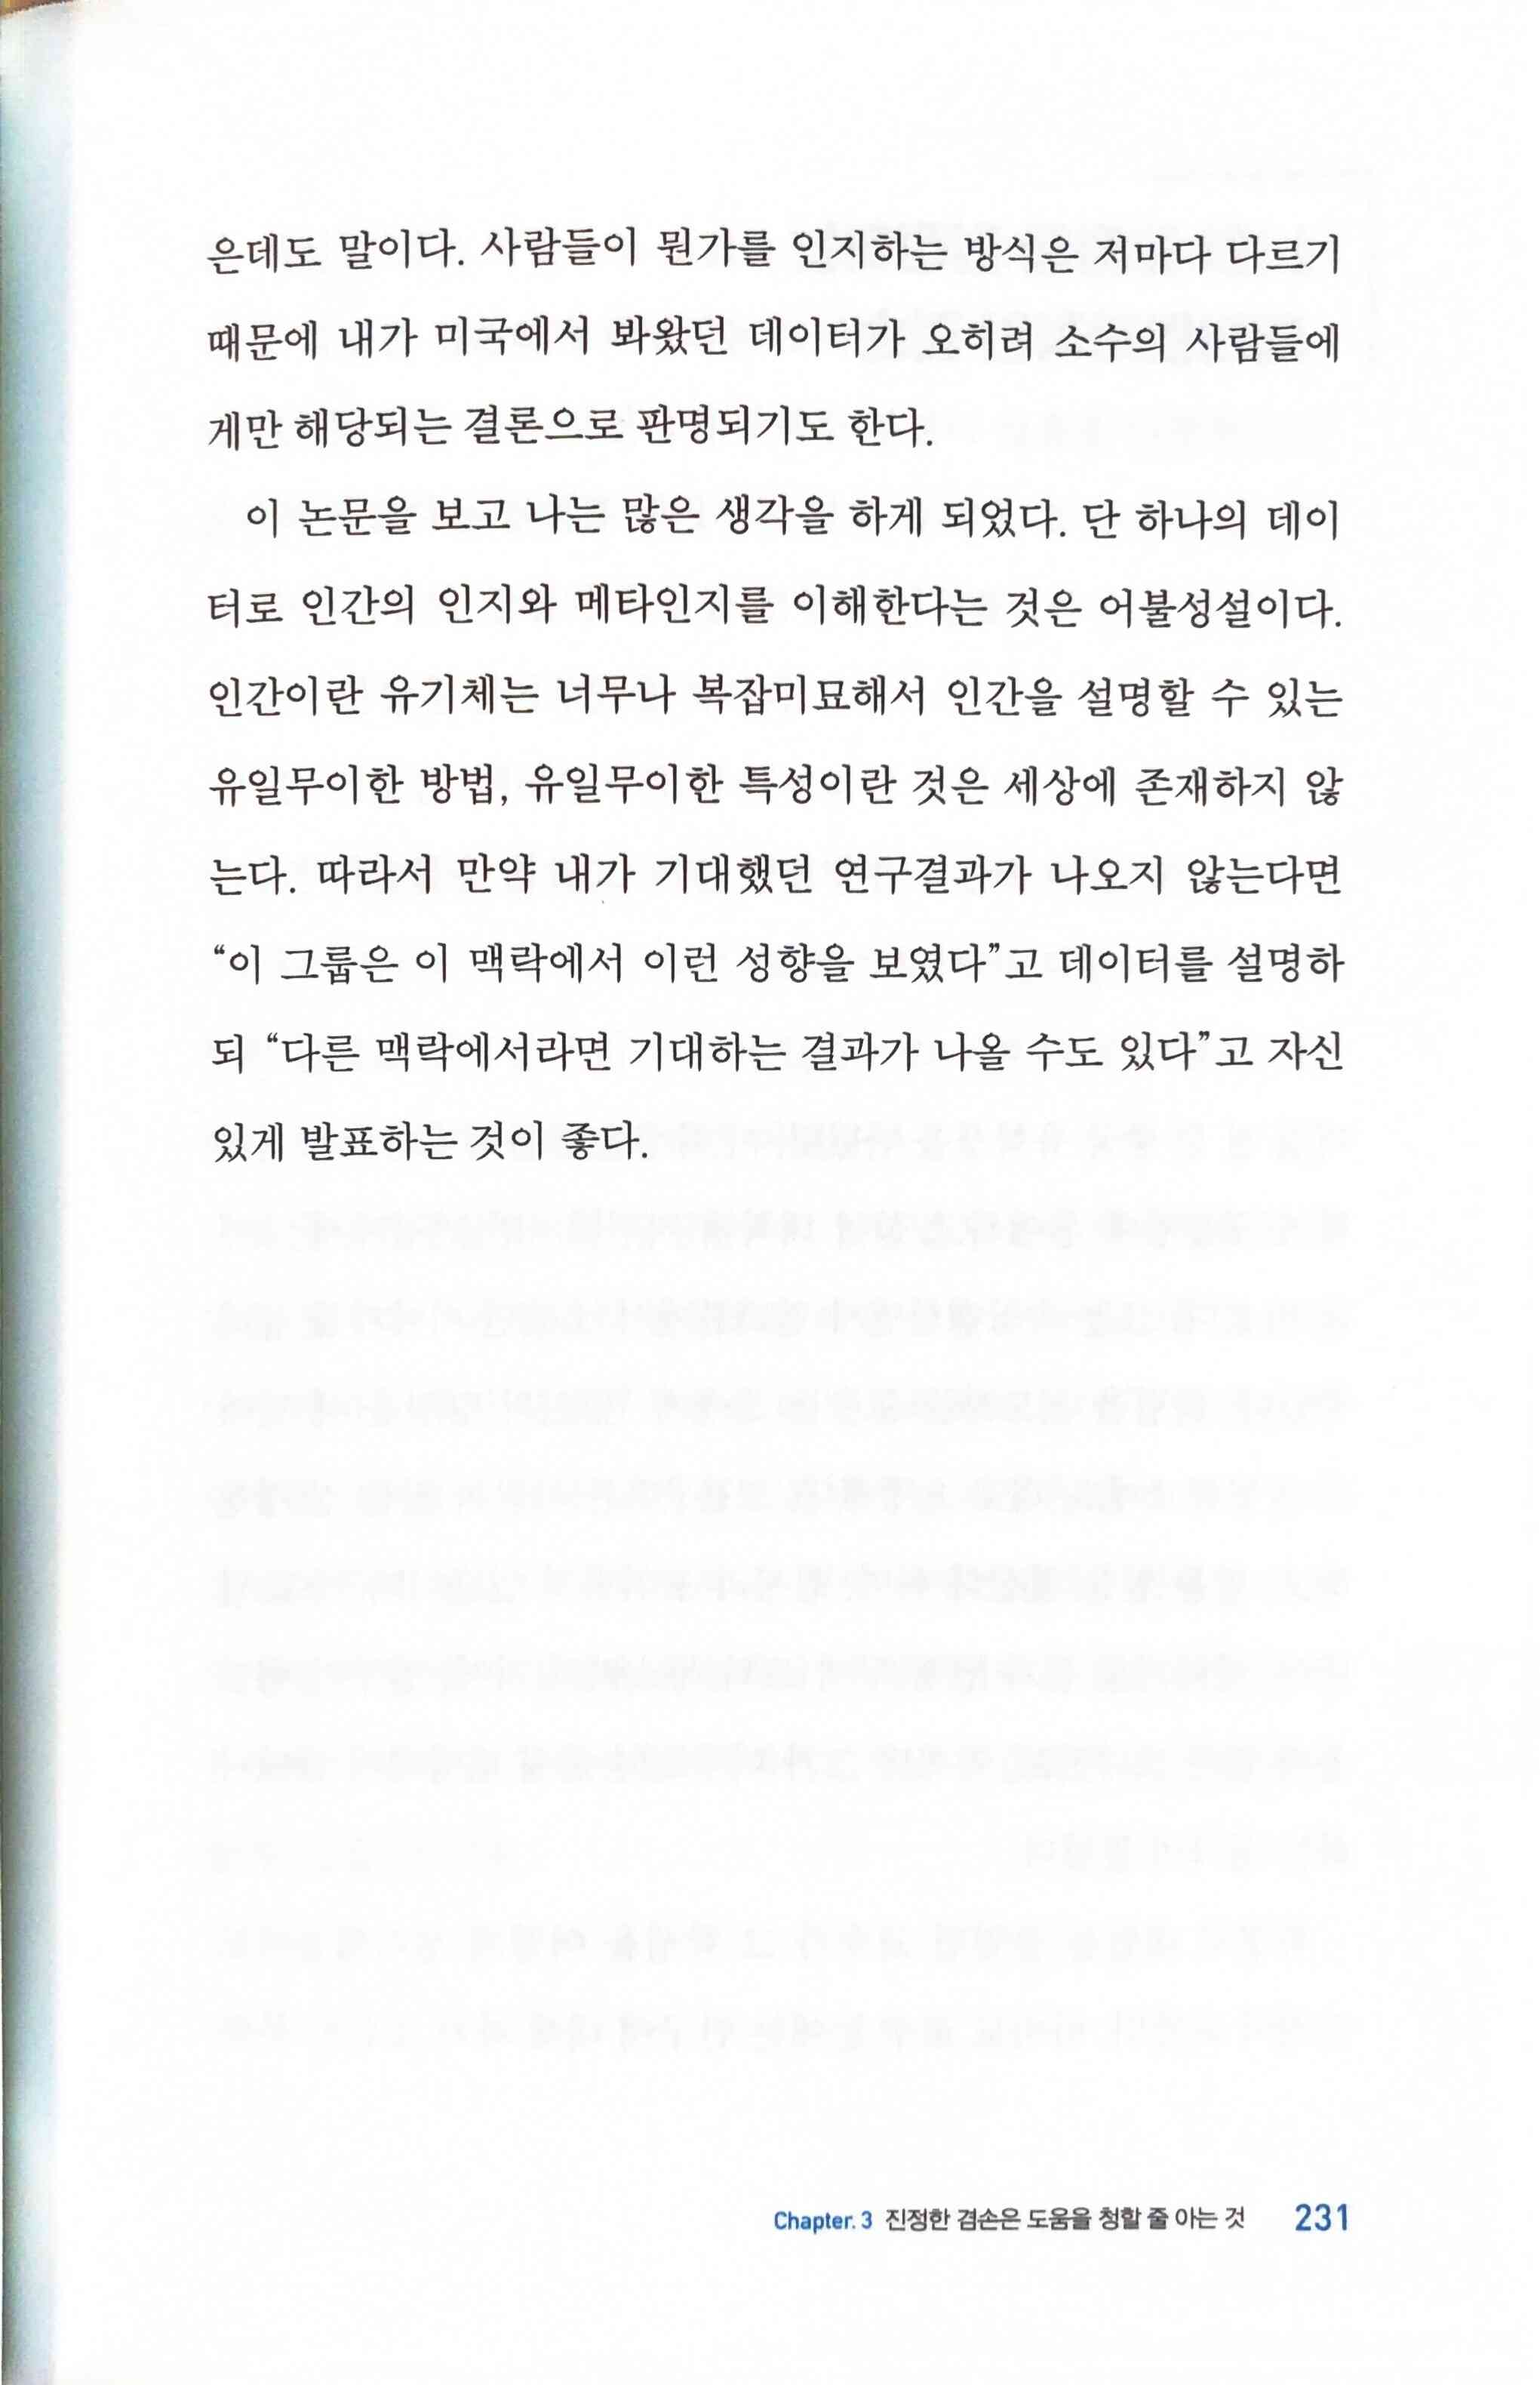 은데도 말이다. 사람들이 뭔가를 인지하는 방식은 저마다 다르기
때문에 내가 미국에서 봐왔던 데이터가 오히려 소수의 사람들에
게만 해당되는 결론으로 판명되기도 한다.
이 논문을 보고 나는 많은 생각을 하게 되었다. 단 하나의 데이
터로 인간의 인지와 메타인지를 이해한다는 것은 어불성설이다.
인간이란 유기체는 너무나 복잡미묘해서 인간을 설명할 수 있는
유일무이한 방법, 유일무이한 특성이란 것은 세상에 존재하지 않
는다. 따라서 만약 내가 기대했던 연구결과가 나오지 않는다면
“이 그룹은 이 맥락에서 이런 성향을 보였다”고 데이터를 설명하
되 “다른 맥락에서라면 기대하는 결과가 나올 수도 있다”고 자신
있게 발표하는 것이 좋다.
Chapter. 3 진정한 겸손은 도움을 청할 줄 아는 것 231